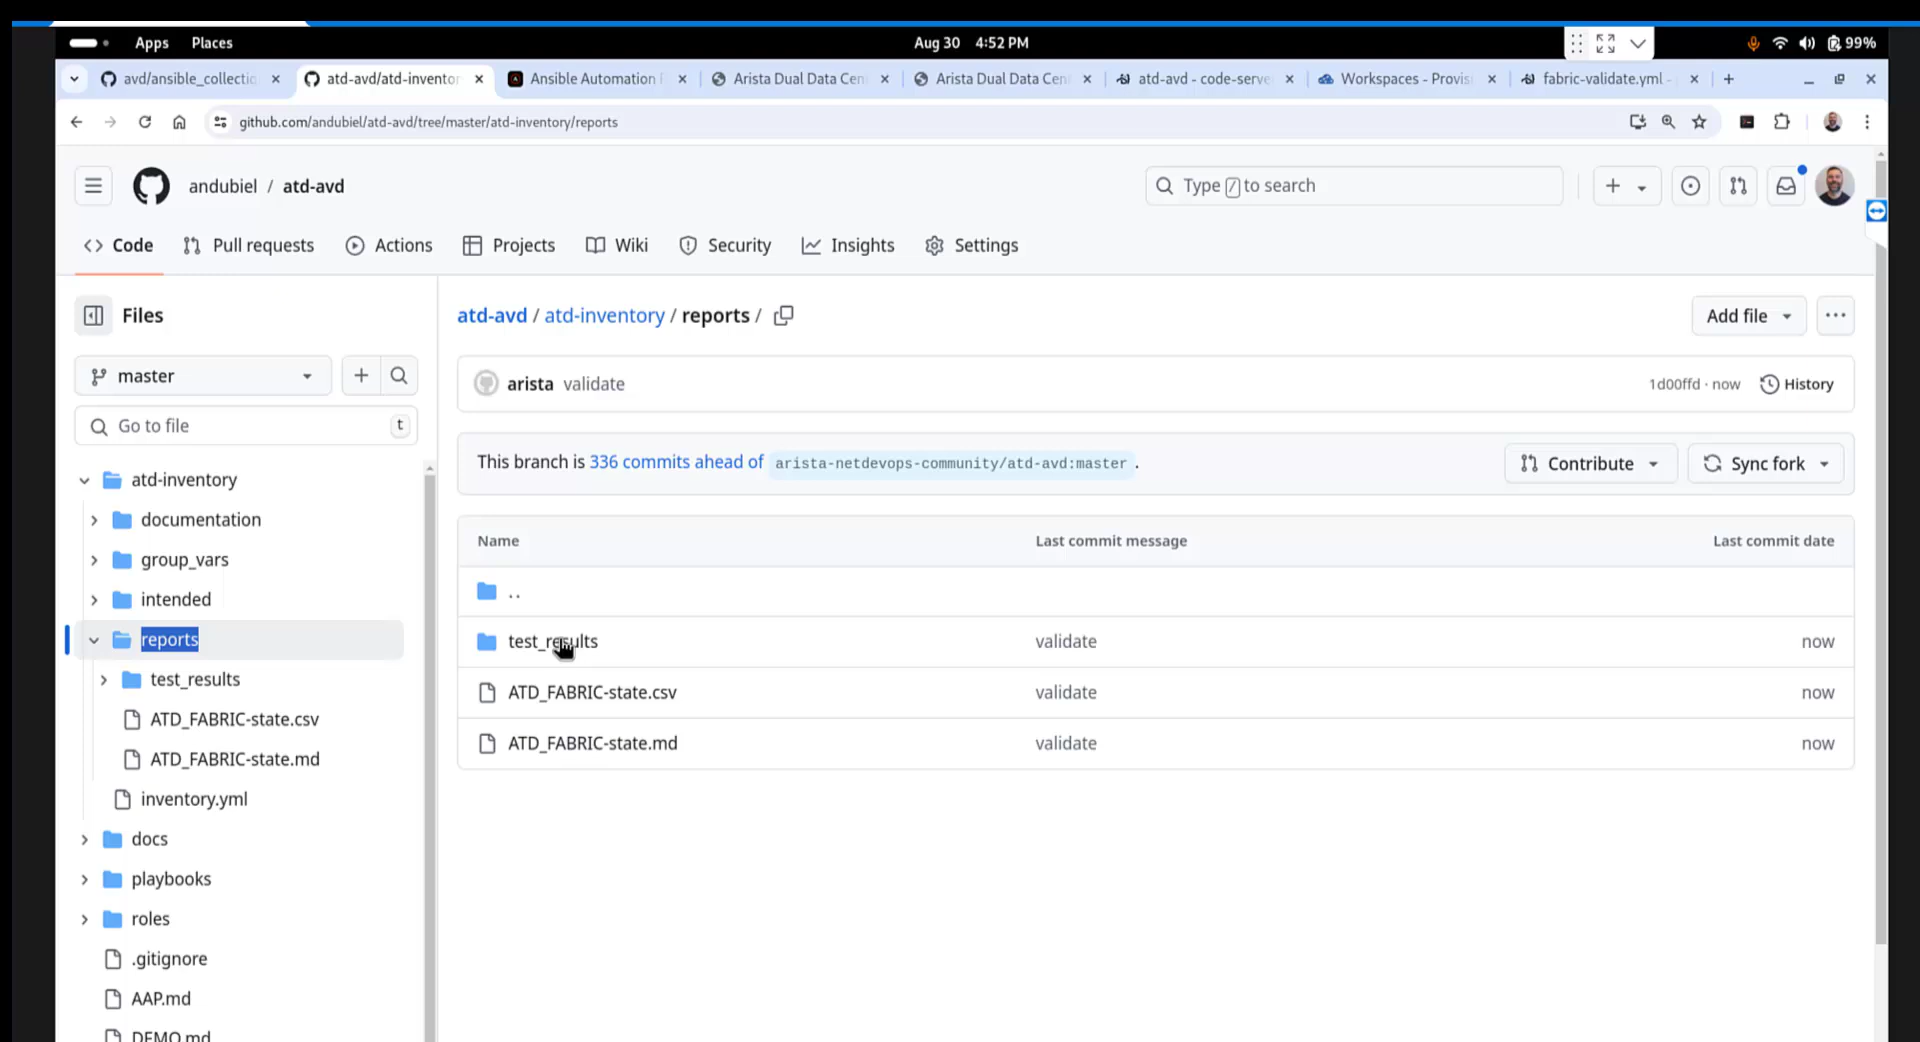 Apps Places Aug 30 4:52 PM 99%
avd/ansible_collectic atd-avd/atd-inventor Ansible Automation Arista Dual Data Cen Arista Dual Data Cen atd-avd - code-serve Workspaces - Provis fabric-validate.yml -
github.com/andubiel/atd-avd/tree/master/atd-inventory/reports
andubiel / atd-avd Type / to search
Code Pull requests Actions Projects Wiki Security Insights Settings
Files
atd-avd / atd-inventory / reports / Add file
master
arista validate 1d00ffd · now History
Go to file t
This branch is 336 commits ahead of arista-netdevops-community/atd-avd:master . Contribute Sync fork
atd-inventory
documentation
group_vars
intended
reports
test_results
ATD_FABRIC-state.csv
ATD_FABRIC-state.md
inventory.yml
docs
playbooks
roles
.gitignore
AAP.md
DEMO.md
Name Last commit message Last commit date
..
test_results validate now
ATD_FABRIC-state.csv validate now
ATD_FABRIC-state.md validate now